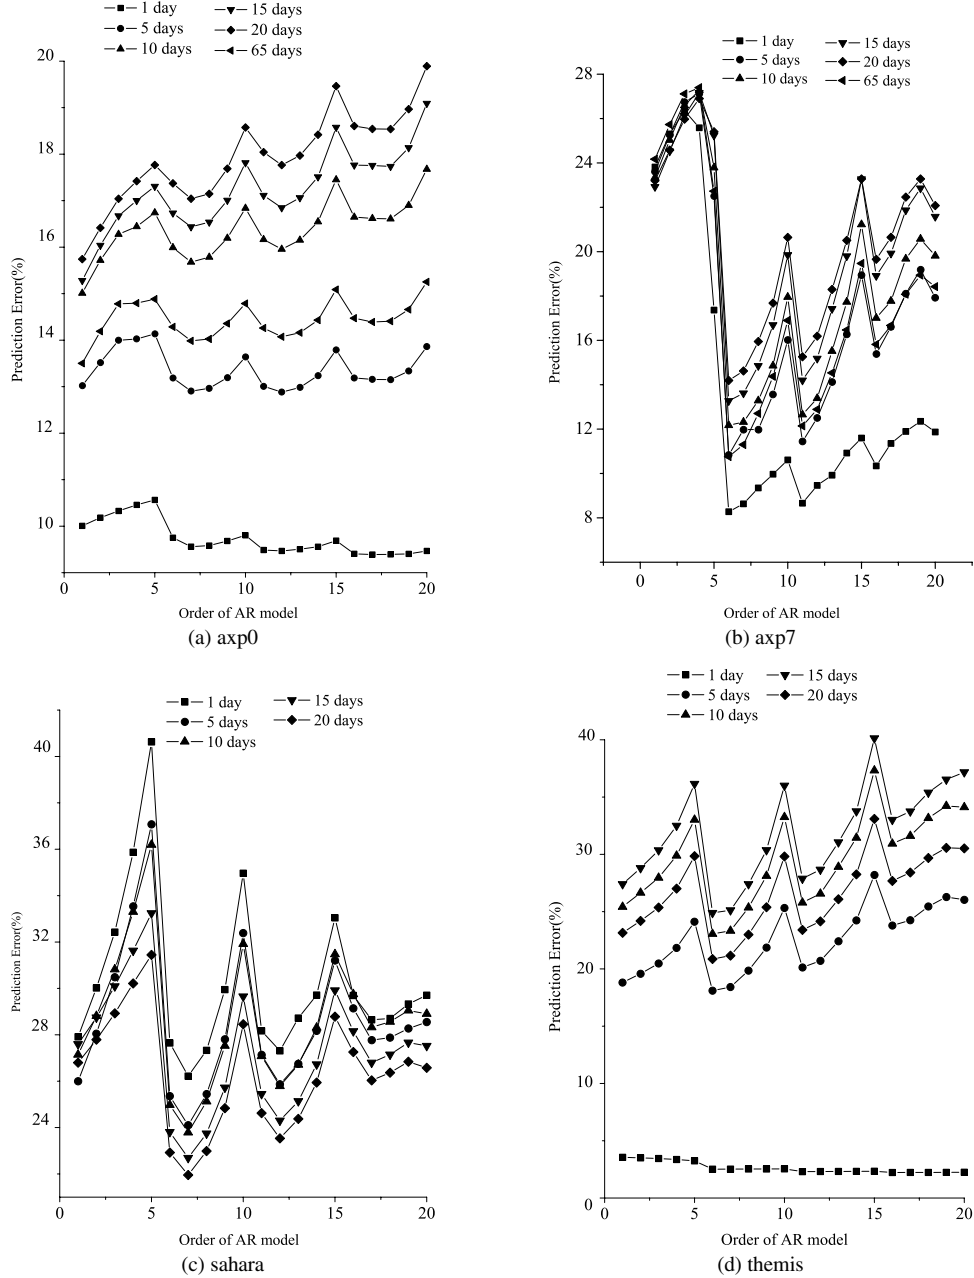 1 day 15 days
5 days 20 days
10 days 65 days
20
18
16
14
12
10
Prediction Error(%)
0 5 10 15 20
Order of AR model
(a) axp0
1 day 15 days
5 days 20 days
10 days 65 days
28
24
20
16
12
8
Prediction Error(%)
0 5 10 15 20
Order of AR model
(b) axp7
1 day 15 days
5 days 20 days
10 days
40
36
32
28
24
Prediction Error(%)
0 5 10 15 20
Order of AR model
(c) sahara
1 day 15 days
5 days 20 days
10 days
40
30
20
10
0
Prediction Error(%)
0 5 10 15 20
Order of AR model
(d) themis